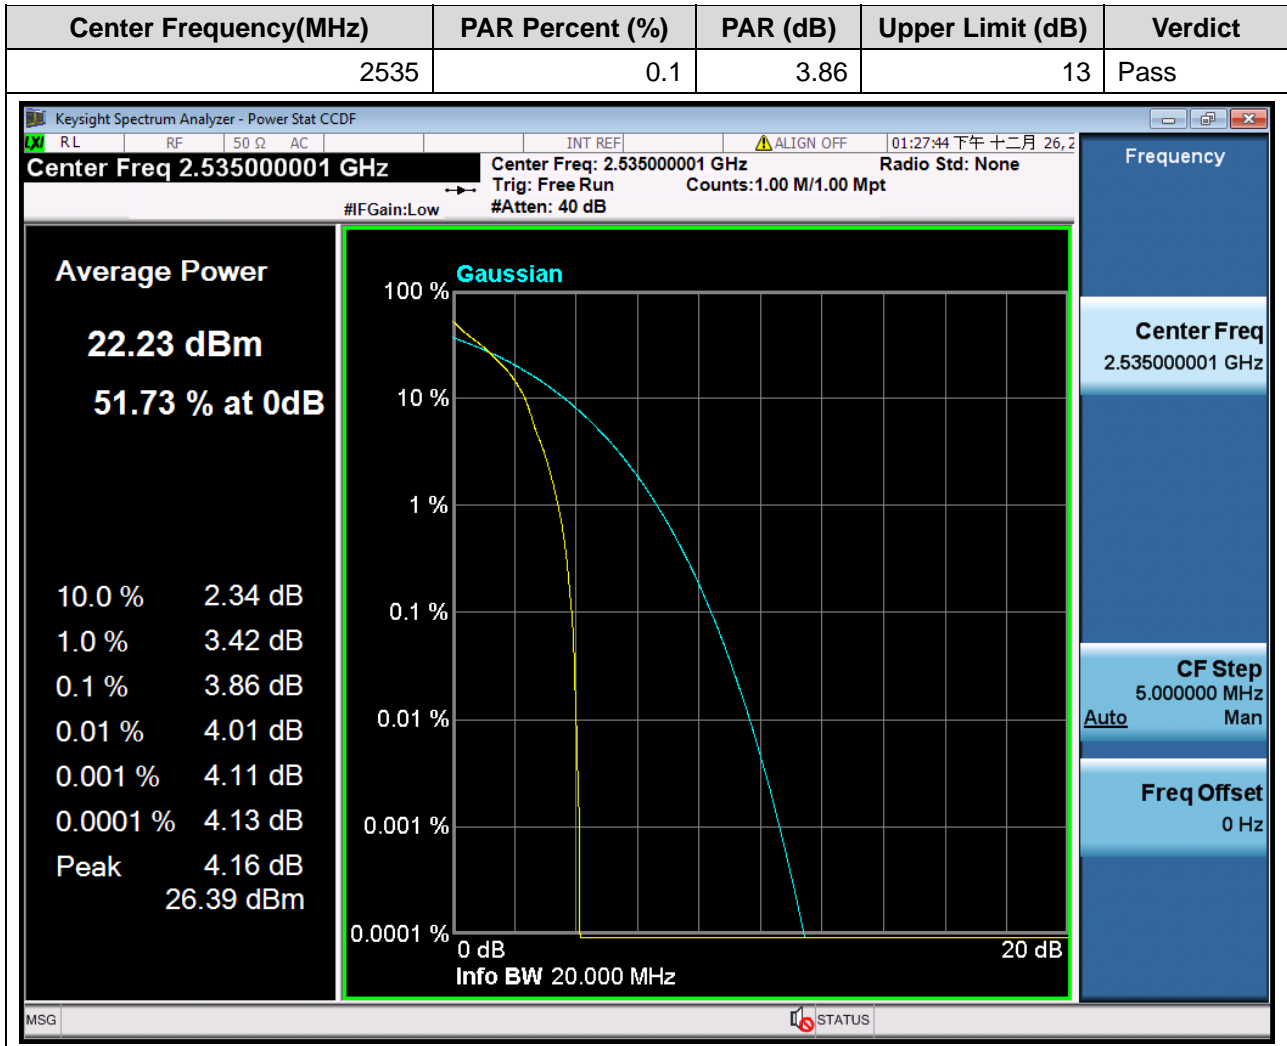 Center Frequency(MHz) PAR Percent (%) PAR (dB) Upper Limit (dB) Verdict
2535 0.1 3.86 13 Pass
Keysight Spectrum Analyzer - Power Stat CCDF
LXI RL RF 50 Ω AC INT REF ALIGN OFF 01:27:44 下午 十二月 26, 2
Center Freq 2.535000001 GHz
Center Freq: 2.535000001 GHz Radio Std: None
Trig: Free Run Counts:1.00 M/1.00 Mpt
#IFGain:Low #Atten: 40 dB
Average Power
22.23 dBm
51.73 % at 0dB
10.0 % 2.34 dB
1.0 % 3.42 dB
0.1 % 3.86 dB
0.01 % 4.01 dB
0.001 % 4.11 dB
0.0001 % 4.13 dB
Peak 4.16 dB
26.39 dBm
Gaussian
100 %
10 %
1 %
0.1 %
0.01 %
0.001 %
0.0001 %
0 dB 20 dB
Info BW 20.000 MHz
Frequency
Center Freq
2.535000001 GHz
CF Step
5.000000 MHz
Auto Man
Freq Offset
0 Hz
MSG STATUS